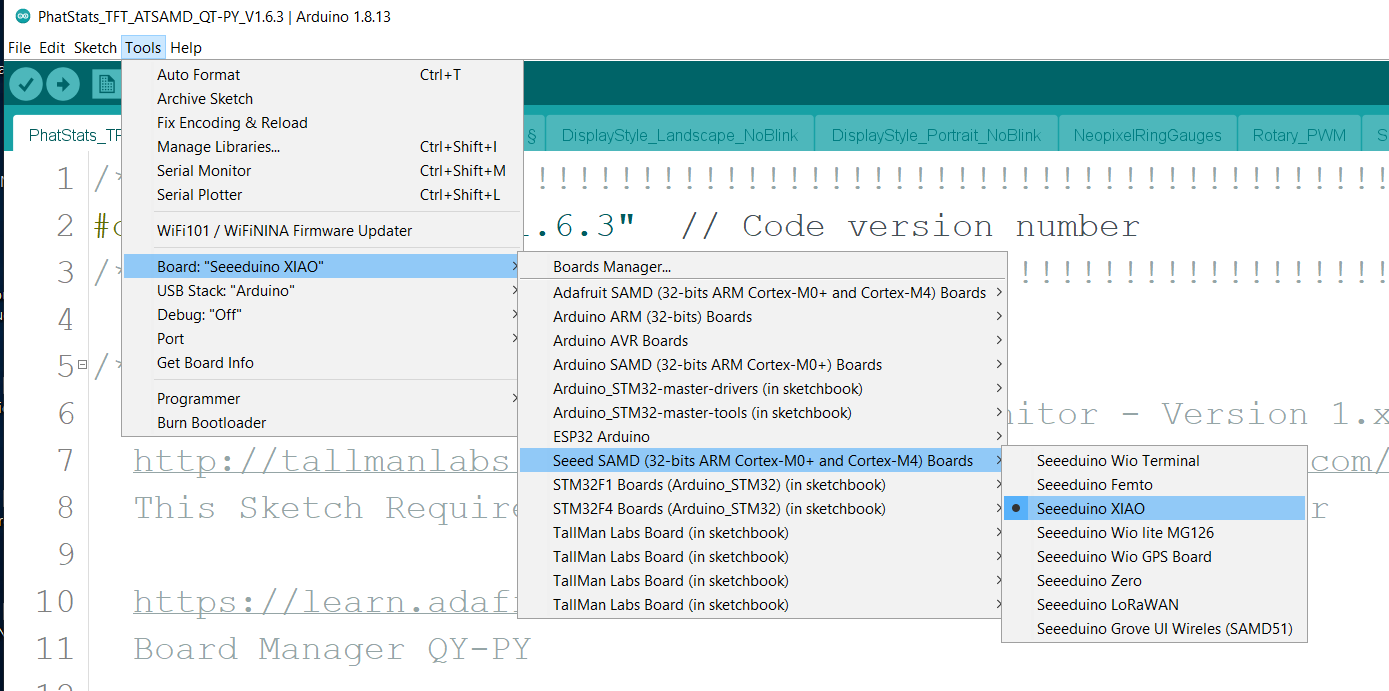 PhatStats_TFT_ATSAMD_QT-PY_V1.6.3 | Arduino 1.8.13
File Edit Sketch Tools Help
PhatStats_TF
§
DisplayStyle_Landscape_NoBlink
DisplayStyle_Portrait_NoBlink
NeopixelRingGauges
Rotary_PWM
S
Auto Format Ctrl+T
Archive Sketch
Fix Encoding & Reload
Manage Libraries... Ctrl+Shift+I
Serial Monitor Ctrl+Shift+M
Serial Plotter Ctrl+Shift+L
WiFi101 / WiFiNINA Firmware Updater
Board: "Seeeduino XIAO"
USB Stack: "Arduino"
Debug: "Off"
Port
Get Board Info
Programmer
Burn Bootloader
Boards Manager...
Adafruit SAMD (32-bits ARM Cortex-M0+ and Cortex-M4) Boards
Arduino ARM (32-bits) Boards
Arduino AVR Boards
Arduino SAMD (32-bits ARM Cortex-M0+) Boards
Arduino_STM32-master-drivers (in sketchbook)
Arduino_STM32-master-tools (in sketchbook)
ESP32 Arduino
Seeed SAMD (32-bits ARM Cortex-M0+ and Cortex-M4) Boards
STM32F1 Boards (Arduino_STM32) (in sketchbook)
STM32F4 Boards (Arduino_STM32) (in sketchbook)
TallMan Labs Board (in sketchbook)
TallMan Labs Board (in sketchbook)
TallMan Labs Board (in sketchbook)
TallMan Labs Board (in sketchbook)
Seeeduino Wio Terminal
Seeeduino Femto
Seeeduino XIAO
Seeeduino Wio lite MG126
Seeeduino Wio GPS Board
Seeeduino Zero
Seeeduino LoRaWAN
Seeeduino Grove UI Wireles (SAMD51)
1 /* !!!!!!!!!!!!!!!!!!!!!!!!!!!!!!!!!!!!!!!!!
2 # .6.3" // Code version number
3 /* !!!!!!!!!!!!!!!!!!
4
5 /*
6 nitor - Version 1.x
7 http://tallmanlabs com/
8 This Sketch Require r
9
10 https://learn.adaf
11 Board Manager QY-PY